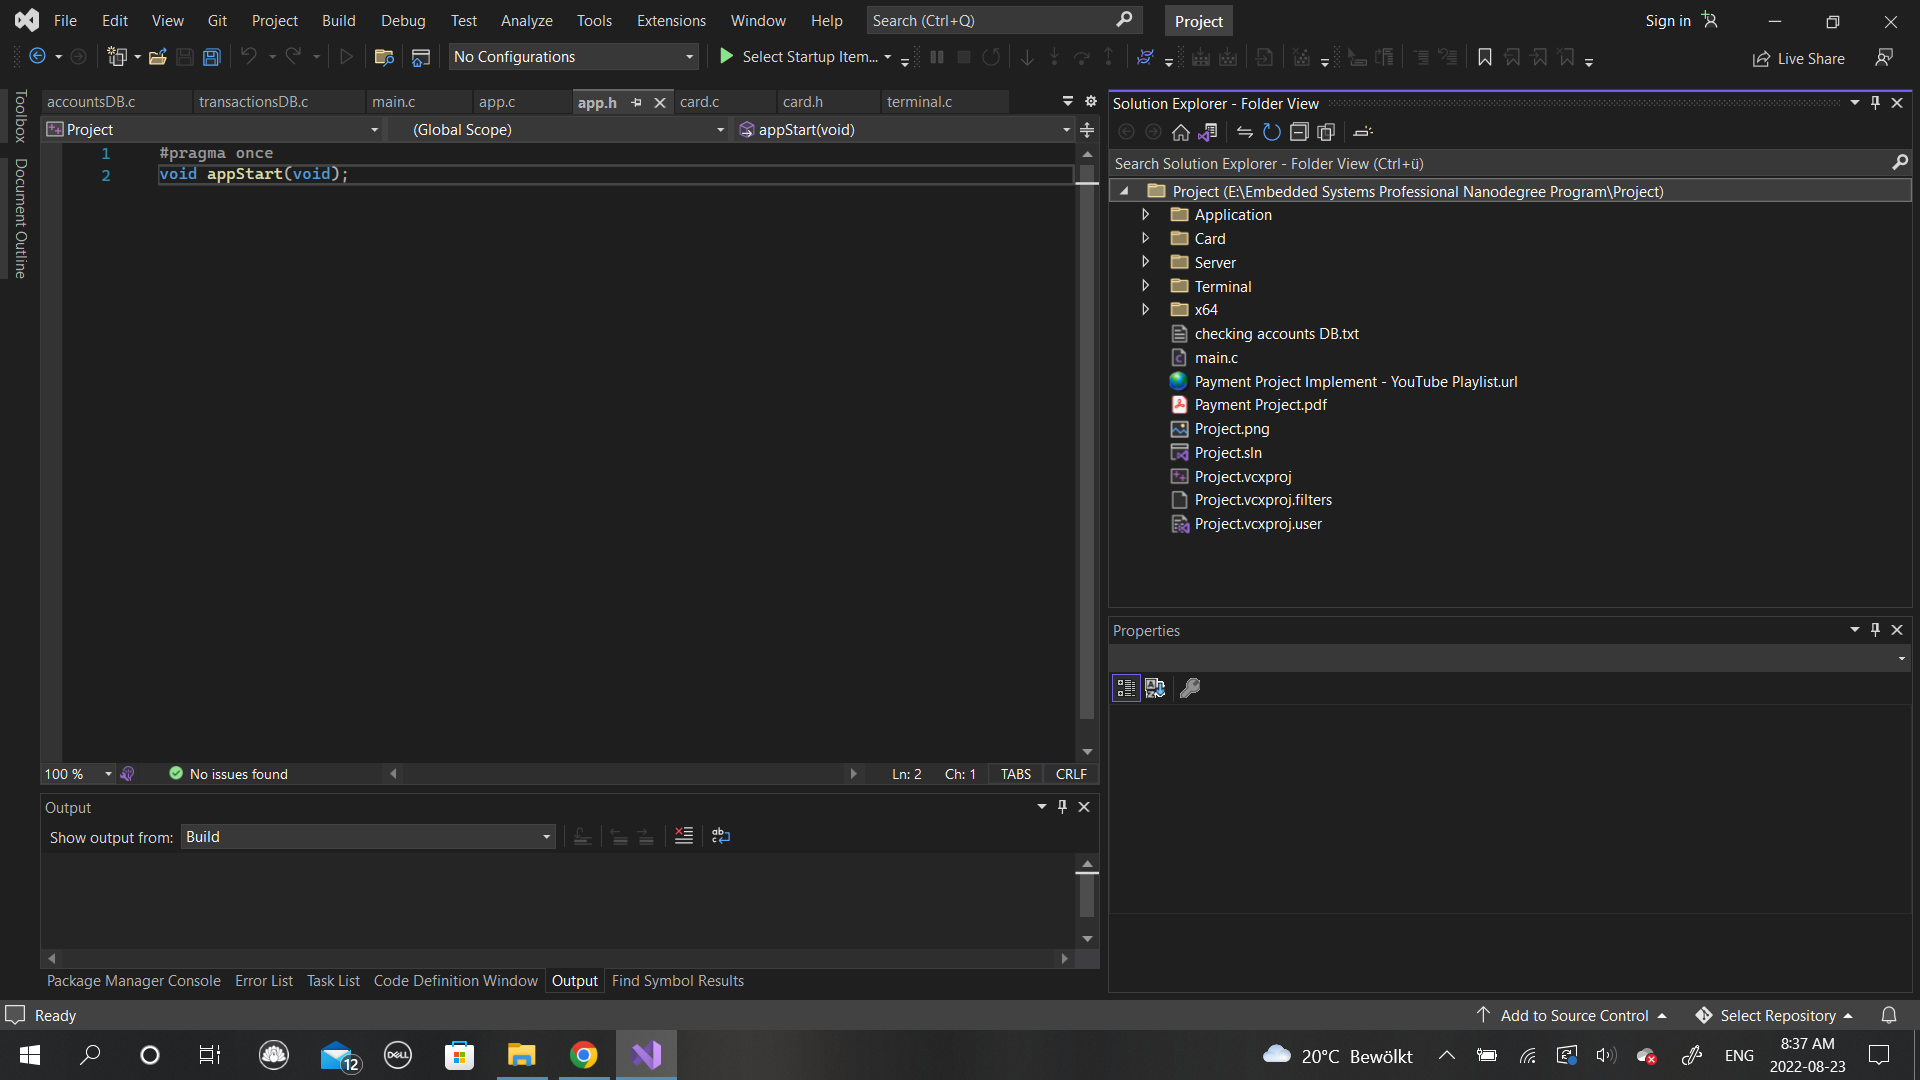 File Edit View Git Project Build Debug Test Analyze Tools Extensions Window Help Search (Ctrl+Q) Project Sign in
No Configurations Select Startup Item... Live Share
Toolbox
Document Outline
accountsDB.c transactionsDB.c main.c app.c app.h card.c card.h terminal.c
Project (Global Scope) appStart(void)
1 #pragma once
2 void appStart(void);
100 % No issues found Ln: 2 Ch: 1 TABS CRLF
Output
Show output from: Build
Package Manager Console Error List Task List Code Definition Window Output Find Symbol Results
Solution Explorer - Folder View
Search Solution Explorer - Folder View (Ctrl+ü)
Project (E:\Embedded Systems Professional Nanodegree Program\Project)
Application
Card
Server
Terminal
x64
checking accounts DB.txt
main.c
Payment Project Implement - YouTube Playlist.url
Payment Project.pdf
Project.png
Project.sln
Project.vcxproj
Project.vcxproj.filters
Project.vcxproj.user
Properties
Ready Add to Source Control Select Repository
12 DELL 20°C Bewölkt ENG 8:37 AM
2022-08-23